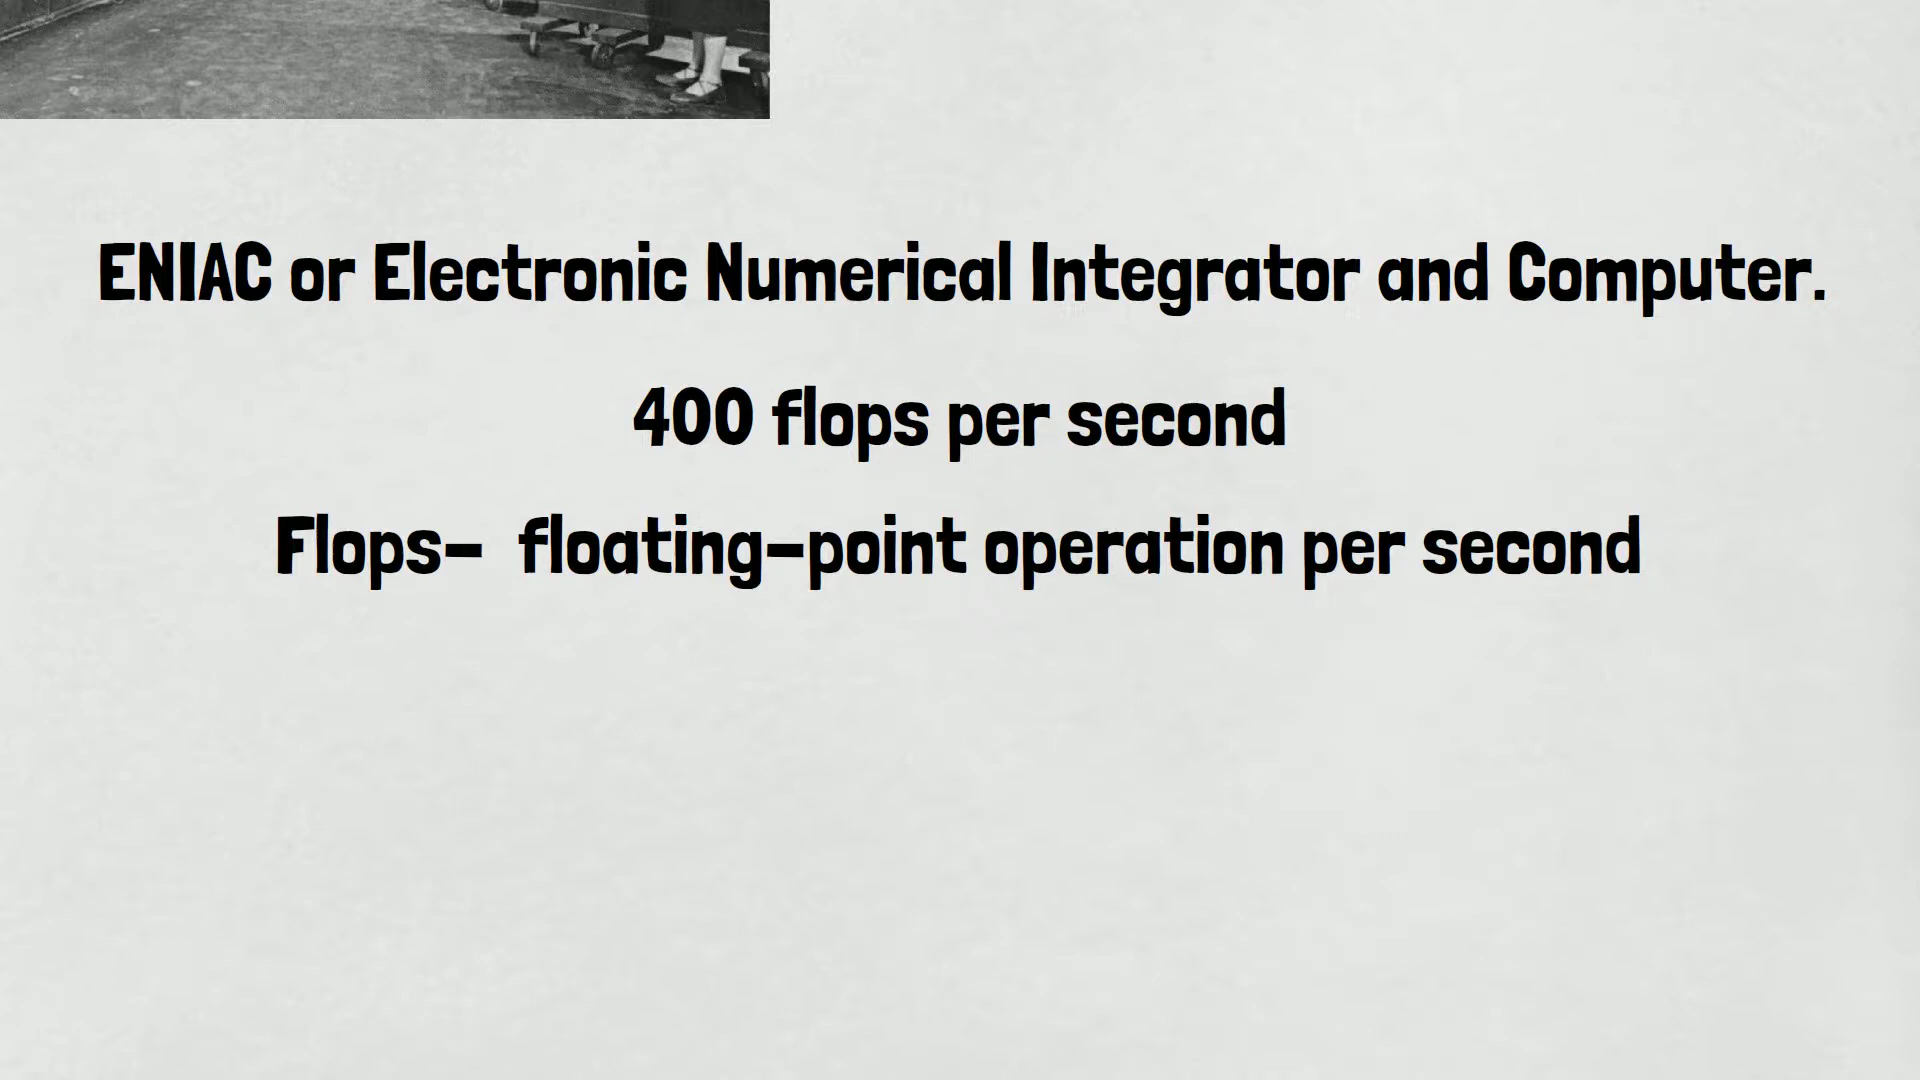 ENIAC or Electronic Numerical Integrator and Computer.
400 flops per second
Flops- floating-point operation per second